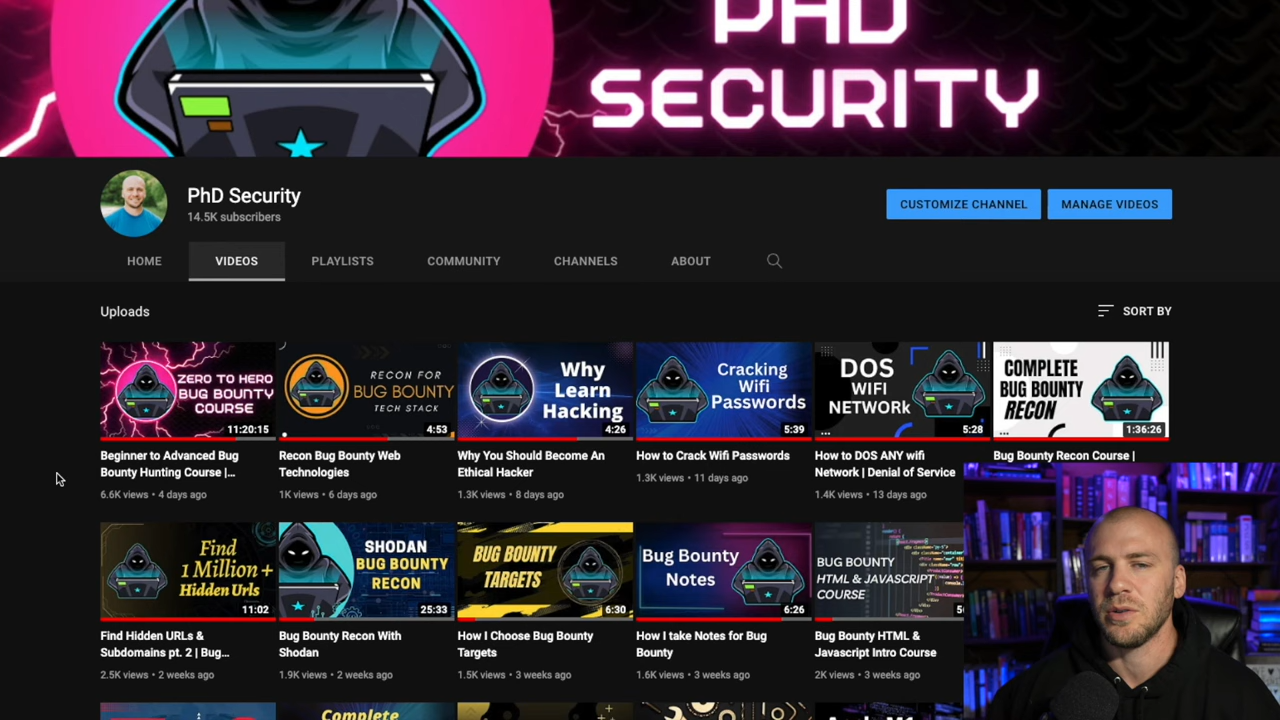 PHD
SECURITY
PhD Security
14.5K subscribers
CUSTOMIZE CHANNEL
MANAGE VIDEOS
HOME
VIDEOS
PLAYLISTS
COMMUNITY
CHANNELS
ABOUT
Uploads
SORT BY
ZERO TO HERO
BUG BOUNTY
COURSE
11:20:15
Beginner to Advanced Bug
Bounty Hunting Course |...
6.6K views • 4 days ago
RECON FOR
BUG BOUNTY
TECH STACK
4:53
Recon Bug Bounty Web
Technologies
1K views • 6 days ago
Why
Learn
Hacking
4:26
Why You Should Become An
Ethical Hacker
1.3K views • 8 days ago
Cracking
Wifi
Passwords
5:39
How to Crack Wifi Passwords
1.3K views • 11 days ago
DOS
WIFI
NETWORK
5:28
How to DOS ANY wifi
Network | Denial of Service
1.4K views • 13 days ago
COMPLETE
BUG BOUNTY
RECON
1:36:26
Bug Bounty Recon Course |
Find
1 Million +
Hidden Urls
11:02
Find Hidden URLs &
Subdomains pt. 2 | Bug...
2.5K views • 2 weeks ago
SHODAN
BUG BOUNTY
RECON
25:33
Bug Bounty Recon With
Shodan
1.9K views • 2 weeks ago
BUG BOUNTY
TARGETS
6:30
How I Choose Bug Bounty
Targets
1.5K views • 3 weeks ago
Bug Bounty
Notes
6:26
How I take Notes for Bug
Bounty
1.6K views • 3 weeks ago
BUG BOUNTY
HTML & JAVASCRIPT
COURSE
Bug Bounty HTML &
Javascript Intro Course
2K views • 3 weeks ago
Complete